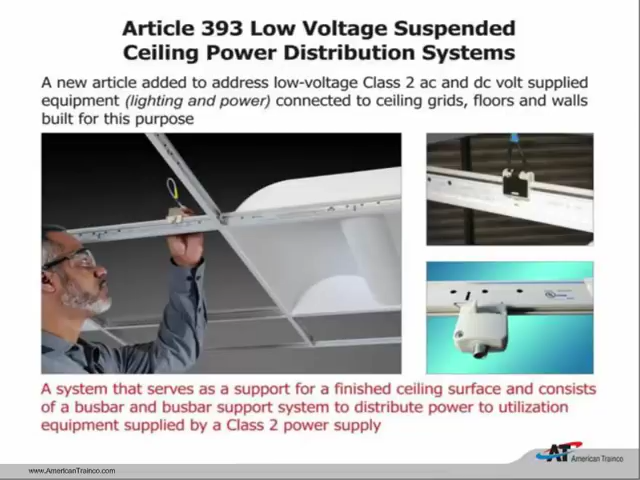 Article 393 Low Voltage Suspended
Ceiling Power Distribution Systems
A new article added to address low-voltage Class 2 ac and dc volt supplied
equipment (lighting and power) connected to ceiling grids, floors and walls
built for this purpose
A system that serves as a support for a finished ceiling surface and consists
of a busbar and busbar support system to distribute power to utilization
equipment supplied by a Class 2 power supply
AT American Trainco
www.AmericanTrainco.com